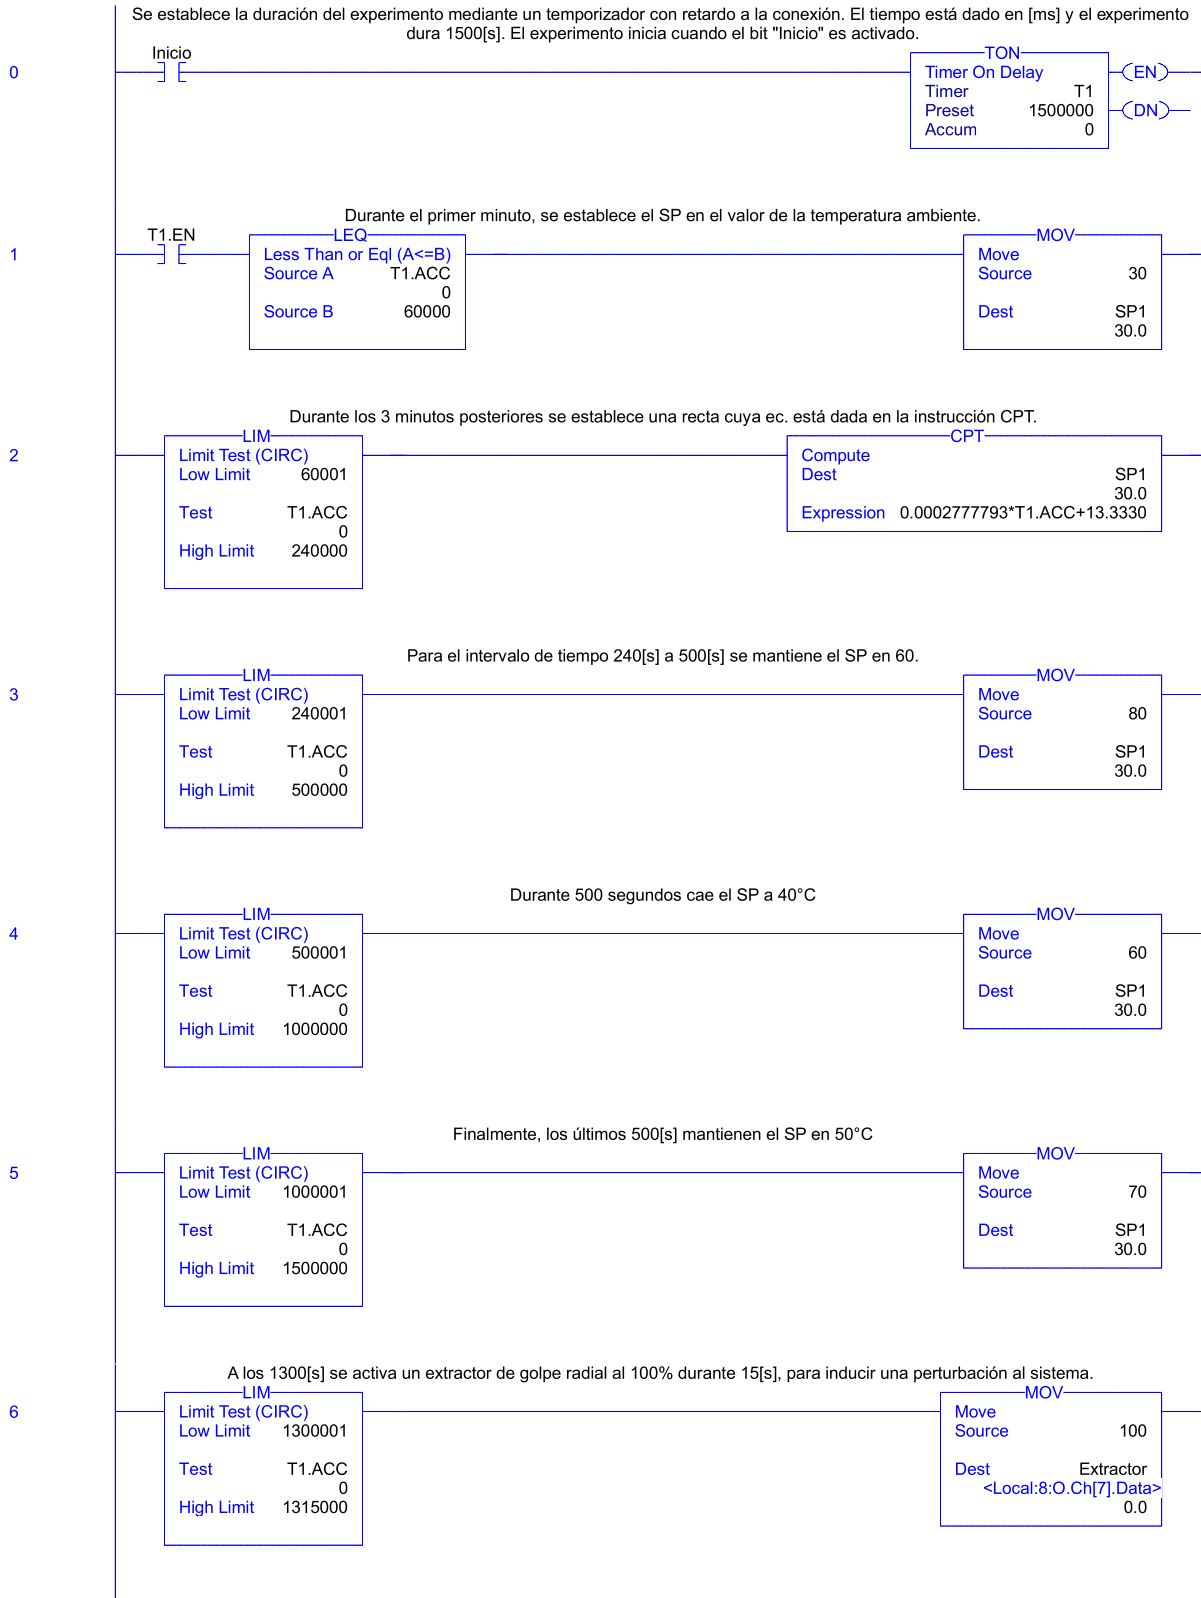 Se establece la duración del experimento mediante un temporizador con retardo a la conexión. El tiempo está dado en [ms] y el experimento
dura 1500[s]. El experimento inicia cuando el bit "Inicio" es activado.
0
Inicio
TON
Timer On Delay
Timer T1
Preset 1500000
Accum 0
EN
DN
Durante el primer minuto, se establece el SP en el valor de la temperatura ambiente.
1
T1.EN
LEQ
Less Than or Eql (A<=B)
Source A T1.ACC
0
Source B 60000
MOV
Move
Source 30
Dest SP1
30.0
Durante los 3 minutos posteriores se establece una recta cuya ec. está dada en la instrucción CPT.
2
LIM
Limit Test (CIRC)
Low Limit 60001
Test T1.ACC
0
High Limit 240000
CPT
Compute
Dest SP1
30.0
Expression 0.0002777793*T1.ACC+13.3330
Para el intervalo de tiempo 240[s] a 500[s] se mantiene el SP en 60.
3
LIM
Limit Test (CIRC)
Low Limit 240001
Test T1.ACC
0
High Limit 500000
MOV
Move
Source 80
Dest SP1
30.0
Durante 500 segundos cae el SP a 40°C
4
LIM
Limit Test (CIRC)
Low Limit 500001
Test T1.ACC
0
High Limit 1000000
MOV
Move
Source 60
Dest SP1
30.0
Finalmente, los últimos 500[s] mantienen el SP en 50°C
5
LIM
Limit Test (CIRC)
Low Limit 1000001
Test T1.ACC
0
High Limit 1500000
MOV
Move
Source 70
Dest SP1
30.0
A los 1300[s] se activa un extractor de golpe radial al 100% durante 15[s], para inducir una perturbación al sistema.
6
LIM
Limit Test (CIRC)
Low Limit 1300001
Test T1.ACC
0
High Limit 1315000
MOV
Move
Source 100
Dest Extractor
<Local:8:O.Ch[7].Data>
0.0